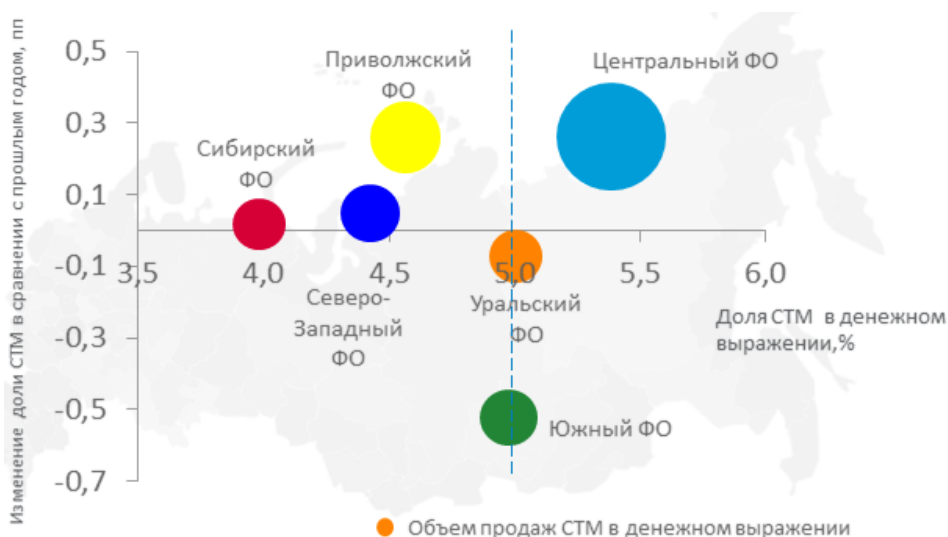 Изменение доли СТМ в сравнении с прошлым годом, пп
0,5
0,3
0,1
-0,1
-0,3
-0,5
-0,7
Приволжский
ФО
Центральный ФО
Сибирский
ФО
3,5
4,0
4,5
5,0
5,5
6,0
Северо-
Западный
ФО
Уральский
ФО
Доля СТМ в денежном
выражении,%
Южный ФО
Объем продаж СТМ в денежном выражении